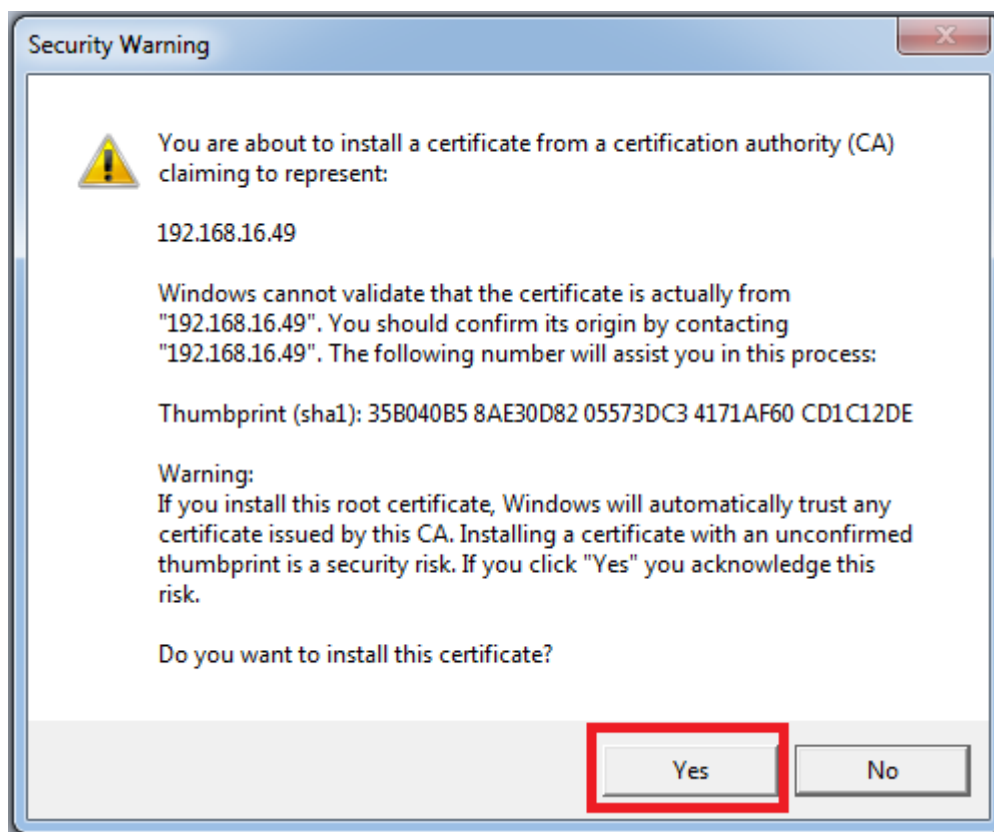 Security Warning
You are about to install a certificate from a certification authority (CA)
claiming to represent:
192.168.16.49
Windows cannot validate that the certificate is actually from
"192.168.16.49". You should confirm its origin by contacting
"192.168.16.49". The following number will assist you in this process:
Thumbprint (sha1): 35B040B5 8AE30D82 05573DC3 4171AF60 CD1C12DE
Warning:
If you install this root certificate, Windows will automatically trust any
certificate issued by this CA. Installing a certificate with an unconfirmed
thumbprint is a security risk. If you click "Yes" you acknowledge this
risk.
Do you want to install this certificate?
Yes
No